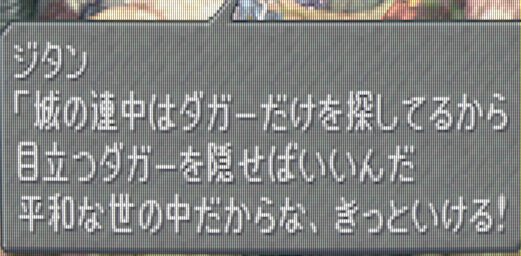 ジタン
「城の連中はダガーだけを探してるから
目立つダガーを隠せばいいんだ
平和な世の中だからな、きっといける!